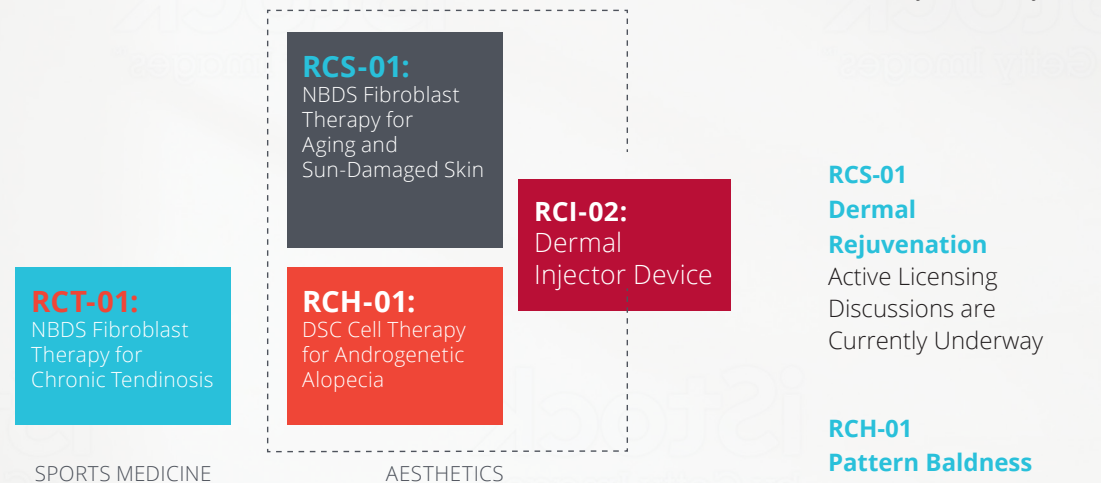 RCS-01:
NBDS Fibroblast
Therapy for
Aging and
Sun-Damaged Skin
RCI-02:
Dermal
Injector Device
RCT-01:
NBDS Fibroblast
Therapy for
Chronic Tendinosis
RCH-01:
DSC Cell Therapy
for Androgenetic
Alopecia
SPORTS MEDICINE
AESTHETICS
RCS-01
Dermal
Rejuvenation
Active Licensing
Discussions are
Currently Underway
RCH-01
Pattern Baldness
iStock